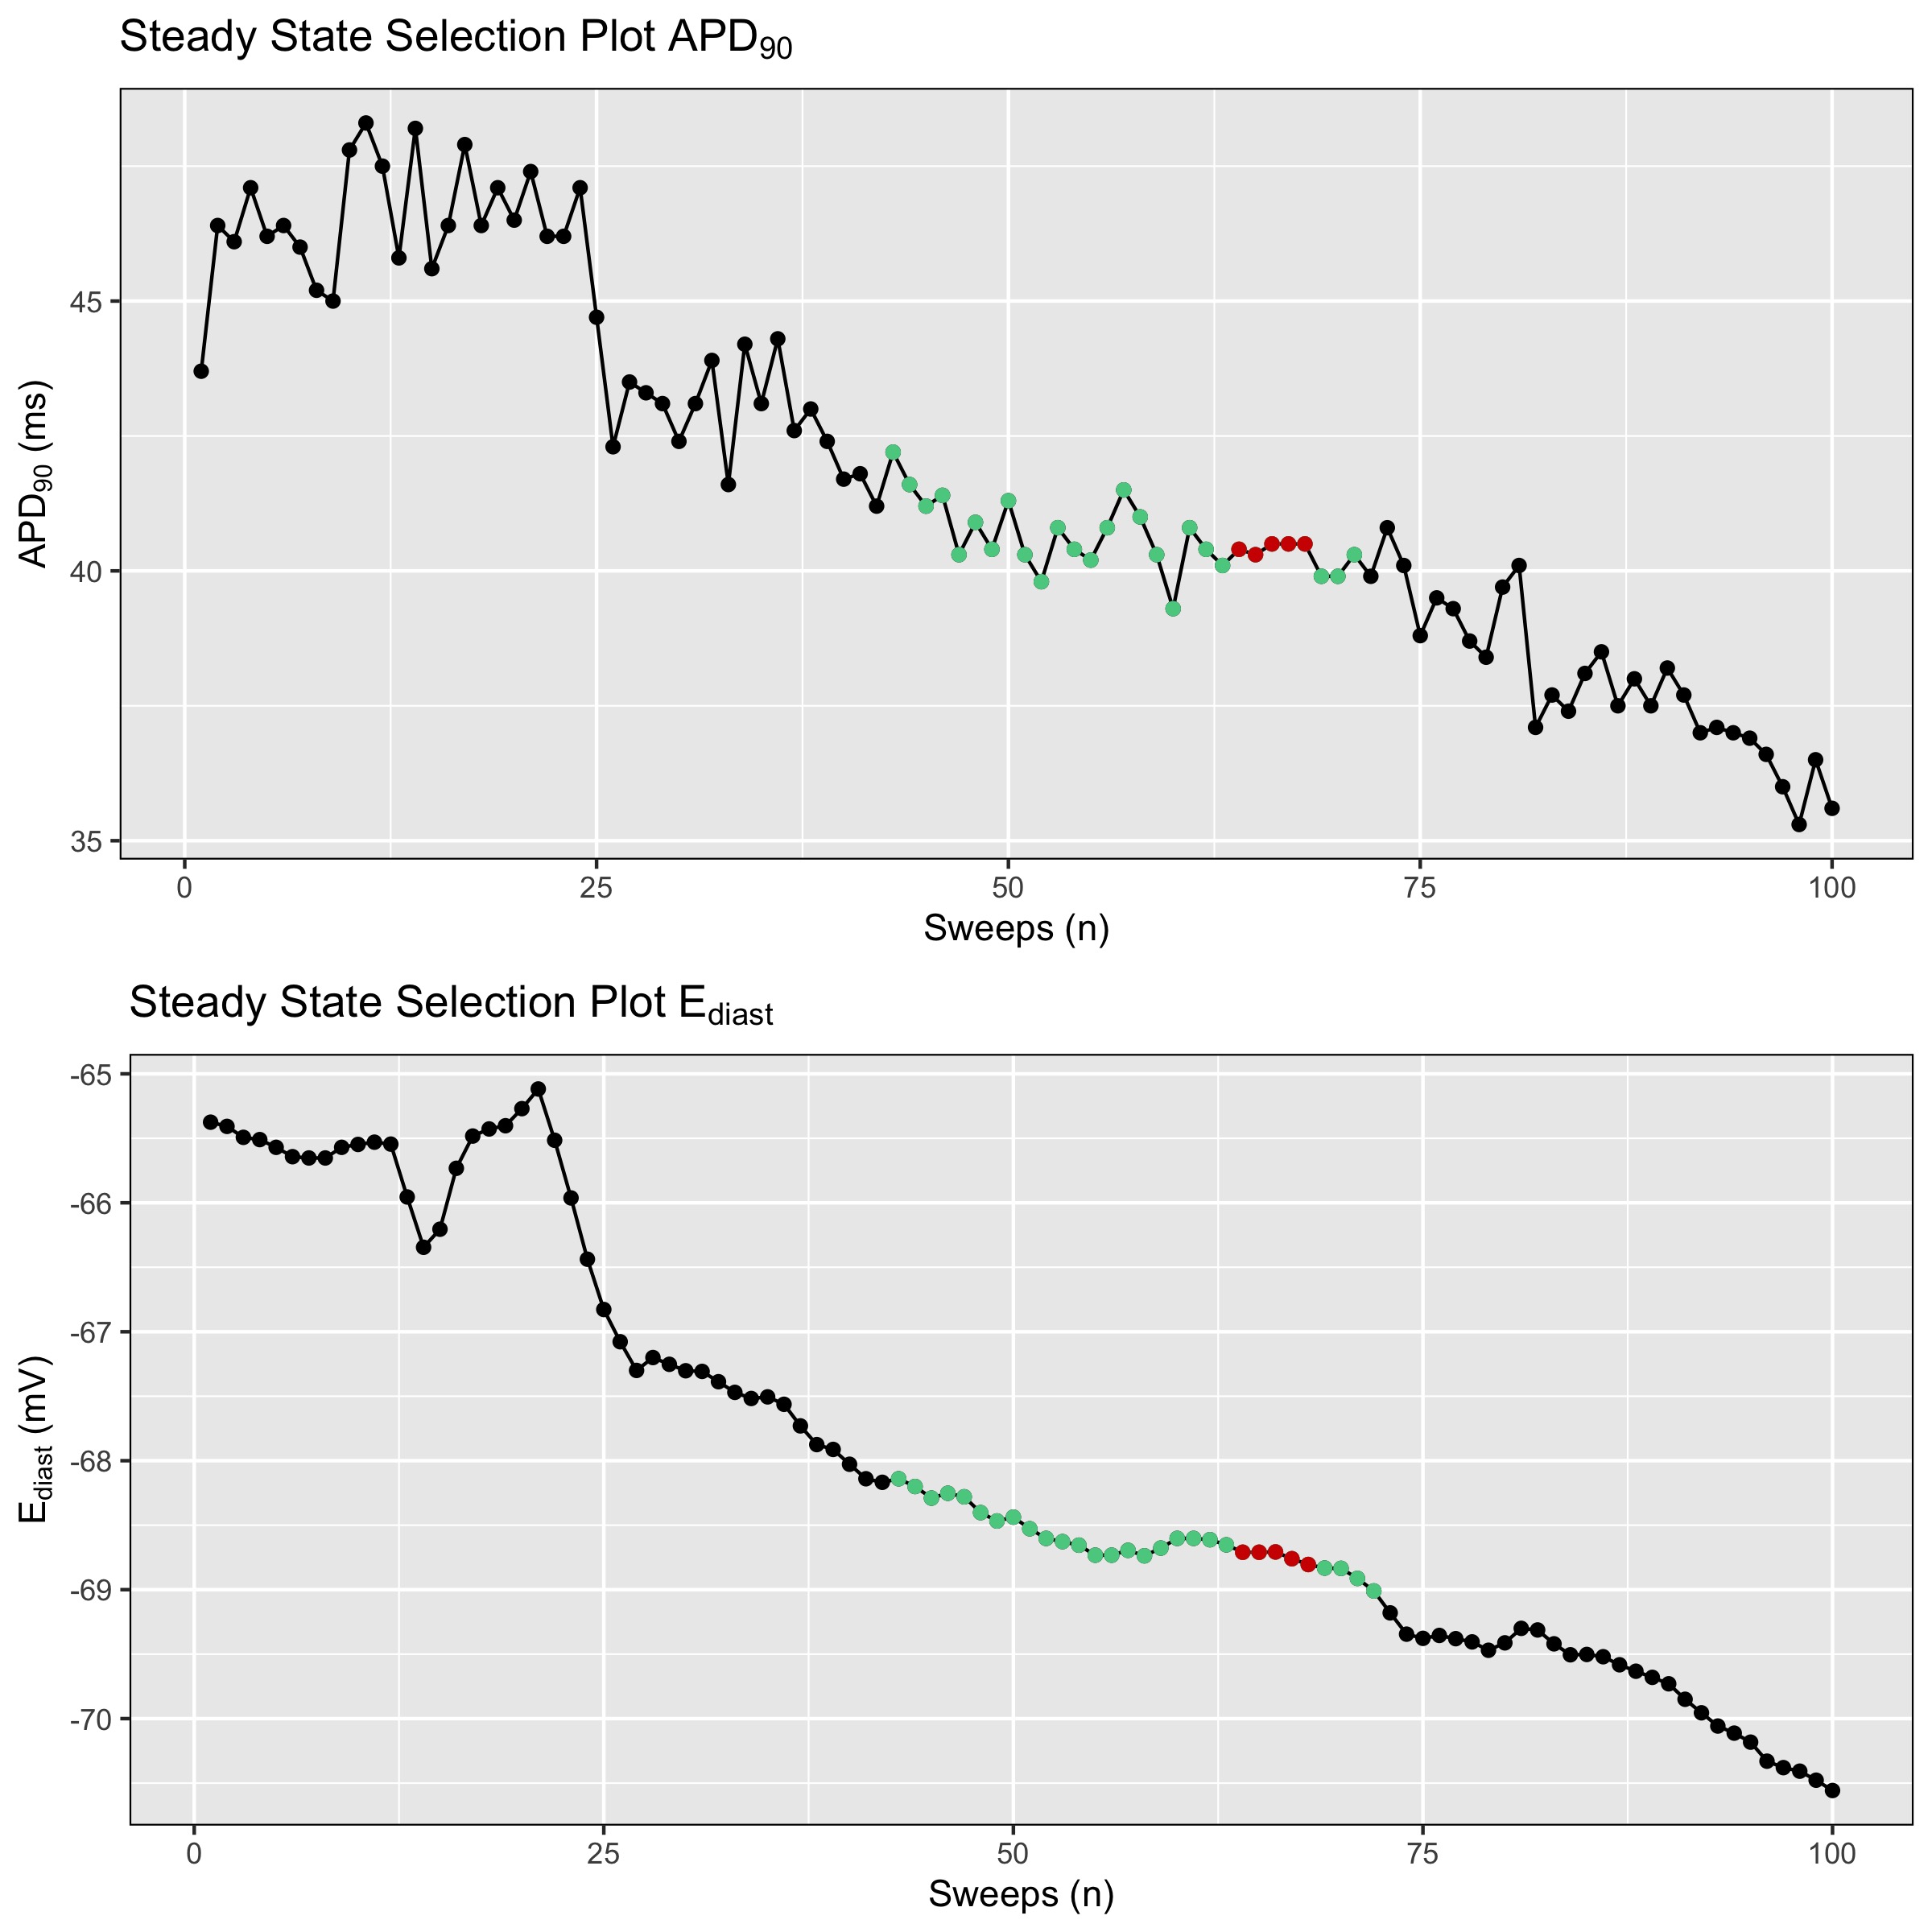 Steady State Selection Plot APD90
APD90 (ms)
45
40
35
0 25 50 75 100
Sweeps (n)
Steady State Selection Plot Ediast
Ediast (mV)
-65
-66
-67
-68
-69
-70
0 25 50 75 100
Sweeps (n)